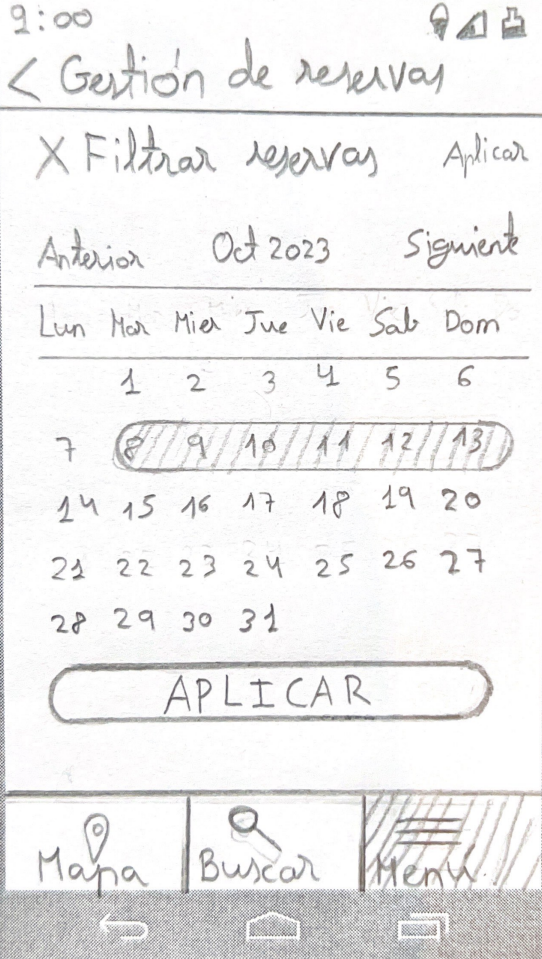 9:00
< Gestión de reservas
X Filtrar reservas Aplicar
Anterior Oct 2023 Siguiente
Lun Mar Mier Jue Vie Sab Dom
1 2 3 4 5 6
7 8 9 10 11 12 13
14 15 16 17 18 19 20
21 22 23 24 25 26 27
28 29 30 31
APLICAR
Mapa Buscar Menú